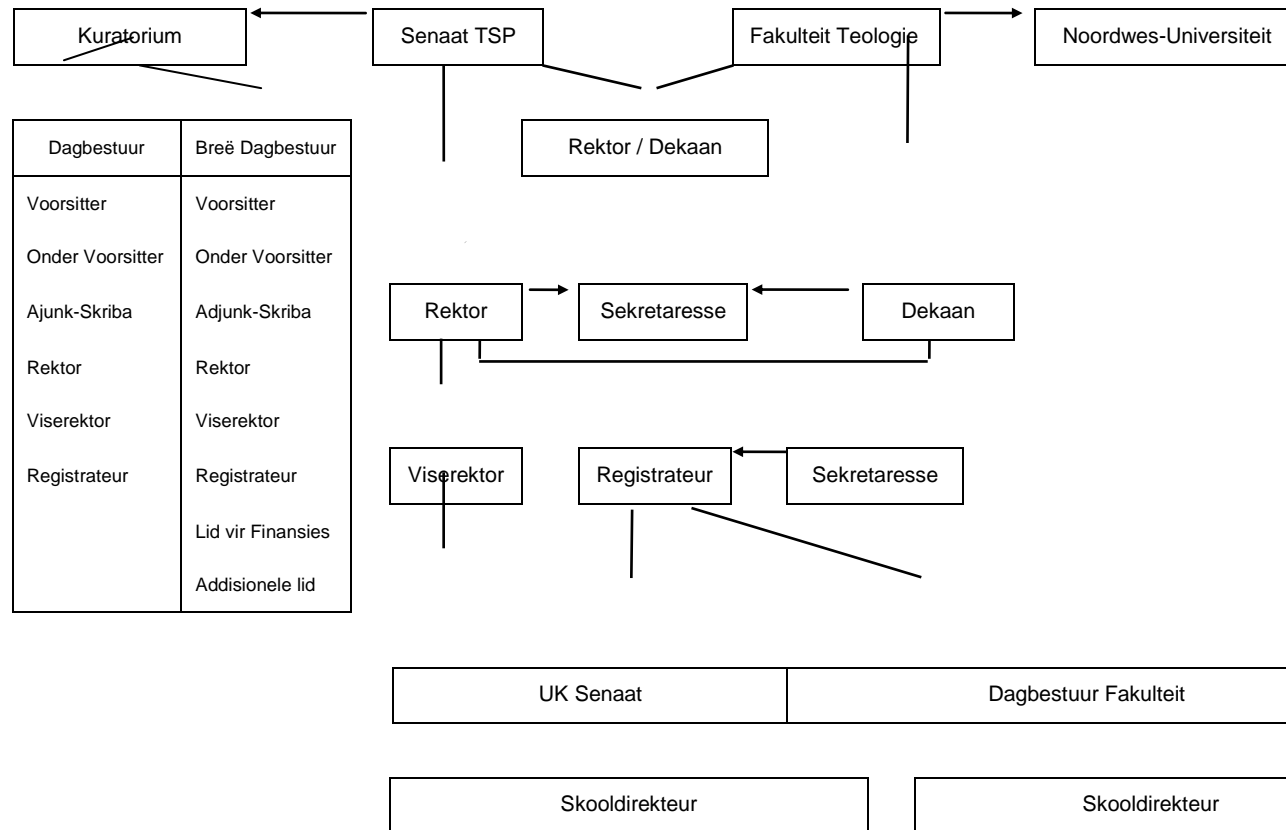 Kuratorium
Senaat TSP
Fakulteit Teologie
Noordwes-Universiteit
Rektor / Dekaan
Dagbestuur
Breë Dagbestuur
Voorsitter
Voorsitter
Onder Voorsitter
Onder Voorsitter
Ajunk-Skriba
Adjunk-Skriba
Rektor
Rektor
Viserektor
Viserektor
Registrateur
Registrateur
Lid vir Finansies
Addisionele lid
Rektor
Sekretaresse
Dekaan
Viserektor
Registrateur
Sekretaresse
UK Senaat
Dagbestuur Fakulteit
Skooldirekteur
Skooldirekteur